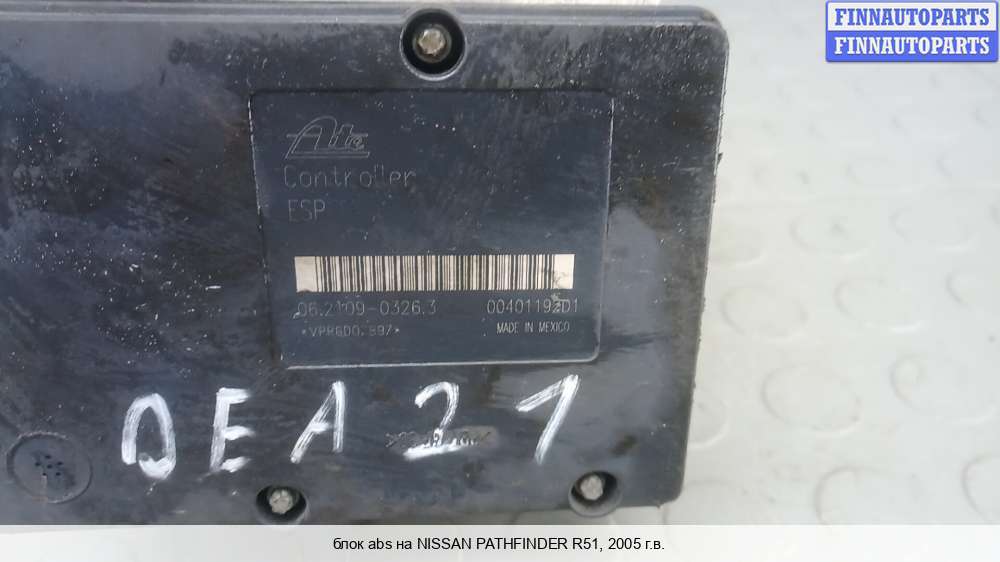 FINNAUTOPARTS
FINNAUTOPARTS
Ate
Controller
ESP
06.2109-0326.3 00401192D1
MADE IN MEXICO
QEA21
блок abs на NISSAN PATHFINDER R51, 2005 г.в.